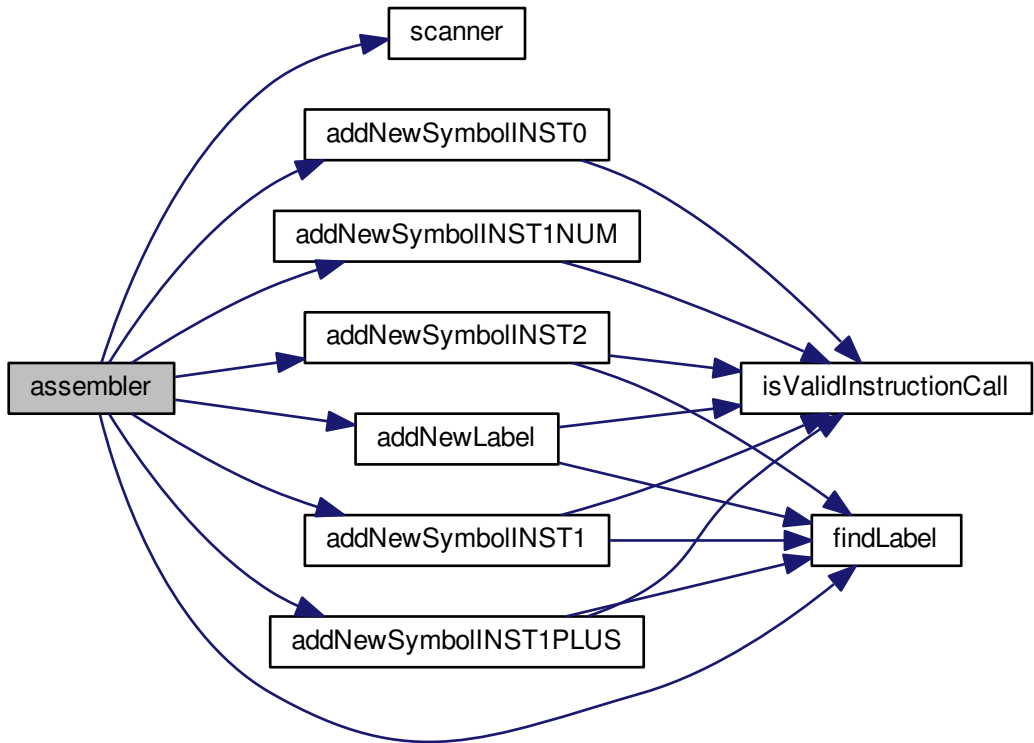 scanner
addNewSymbolINST0
addNewSymbolINST1NUM
addNewSymbolINST2
assembler
isValidInstructionCall
addNewLabel
addNewSymbolINST1
findLabel
addNewSymbolINST1PLUS